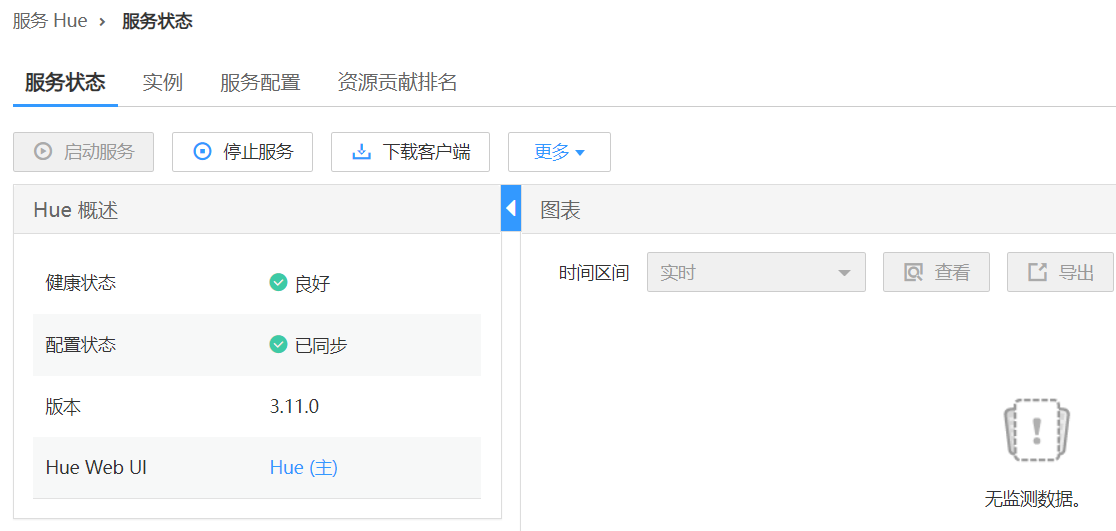 服务 Hue › 服务状态
服务状态 实例 服务配置 资源贡献排名
启动服务 停止服务 下载客户端 更多
Hue 概述
健康状态 良好
配置状态 已同步
版本 3.11.0
Hue Web UI Hue (主)
图表
时间区间 实时 查看 导出
无监测数据。